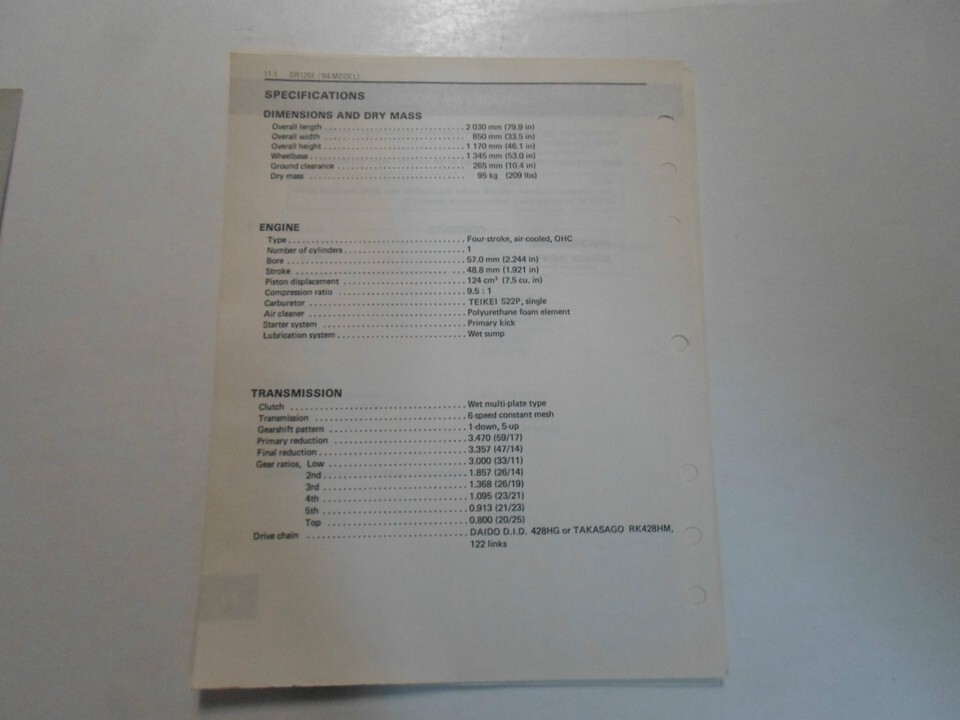 11-1 DR125E ('84 MODEL)
SPECIFICATIONS
DIMENSIONS AND DRY MASS
Overall length .............................. 2 030 mm (79.9 in)
Overall width .............................. 850 mm (33.5 in)
Overall height .............................. 1 170 mm (46.1 in)
Wheelbase .............................. 1 345 mm (53.0 in)
Ground clearance .............................. 265 mm (10.4 in)
Dry mass .............................. 95 kg (209 lbs)
ENGINE
Type .............................. Four-stroke, air-cooled, OHC
Number of cylinders .............................. 1
Bore .............................. 57.0 mm (2.244 in)
Stroke .............................. 48.8 mm (1.921 in)
Piston displacement .............................. 124 cm³ (7.5 cu. in)
Compression ratio .............................. 9.5 : 1
Carburetor .............................. TEIKEI S22P, single
Air cleaner .............................. Polyurethane foam element
Starter system .............................. Primary kick
Lubrication system .............................. Wet sump
TRANSMISSION
Clutch .............................. Wet multi-plate type
Transmission .............................. 6-speed constant mesh
Gearshift pattern .............................. 1-down, 5-up
Primary reduction .............................. 3.470 (59/17)
Final reduction .............................. 3.357 (47/14)
Gear ratios, Low .............................. 3.000 (33/11)
2nd .............................. 1.857 (26/14)
3rd .............................. 1.368 (26/19)
4th .............................. 1.095 (23/21)
5th .............................. 0.913 (21/23)
Top .............................. 0.800 (20/25)
Drive chain .............................. DAIDO D.I.D. 428HG or TAKASAGO RK428HM,
122 links